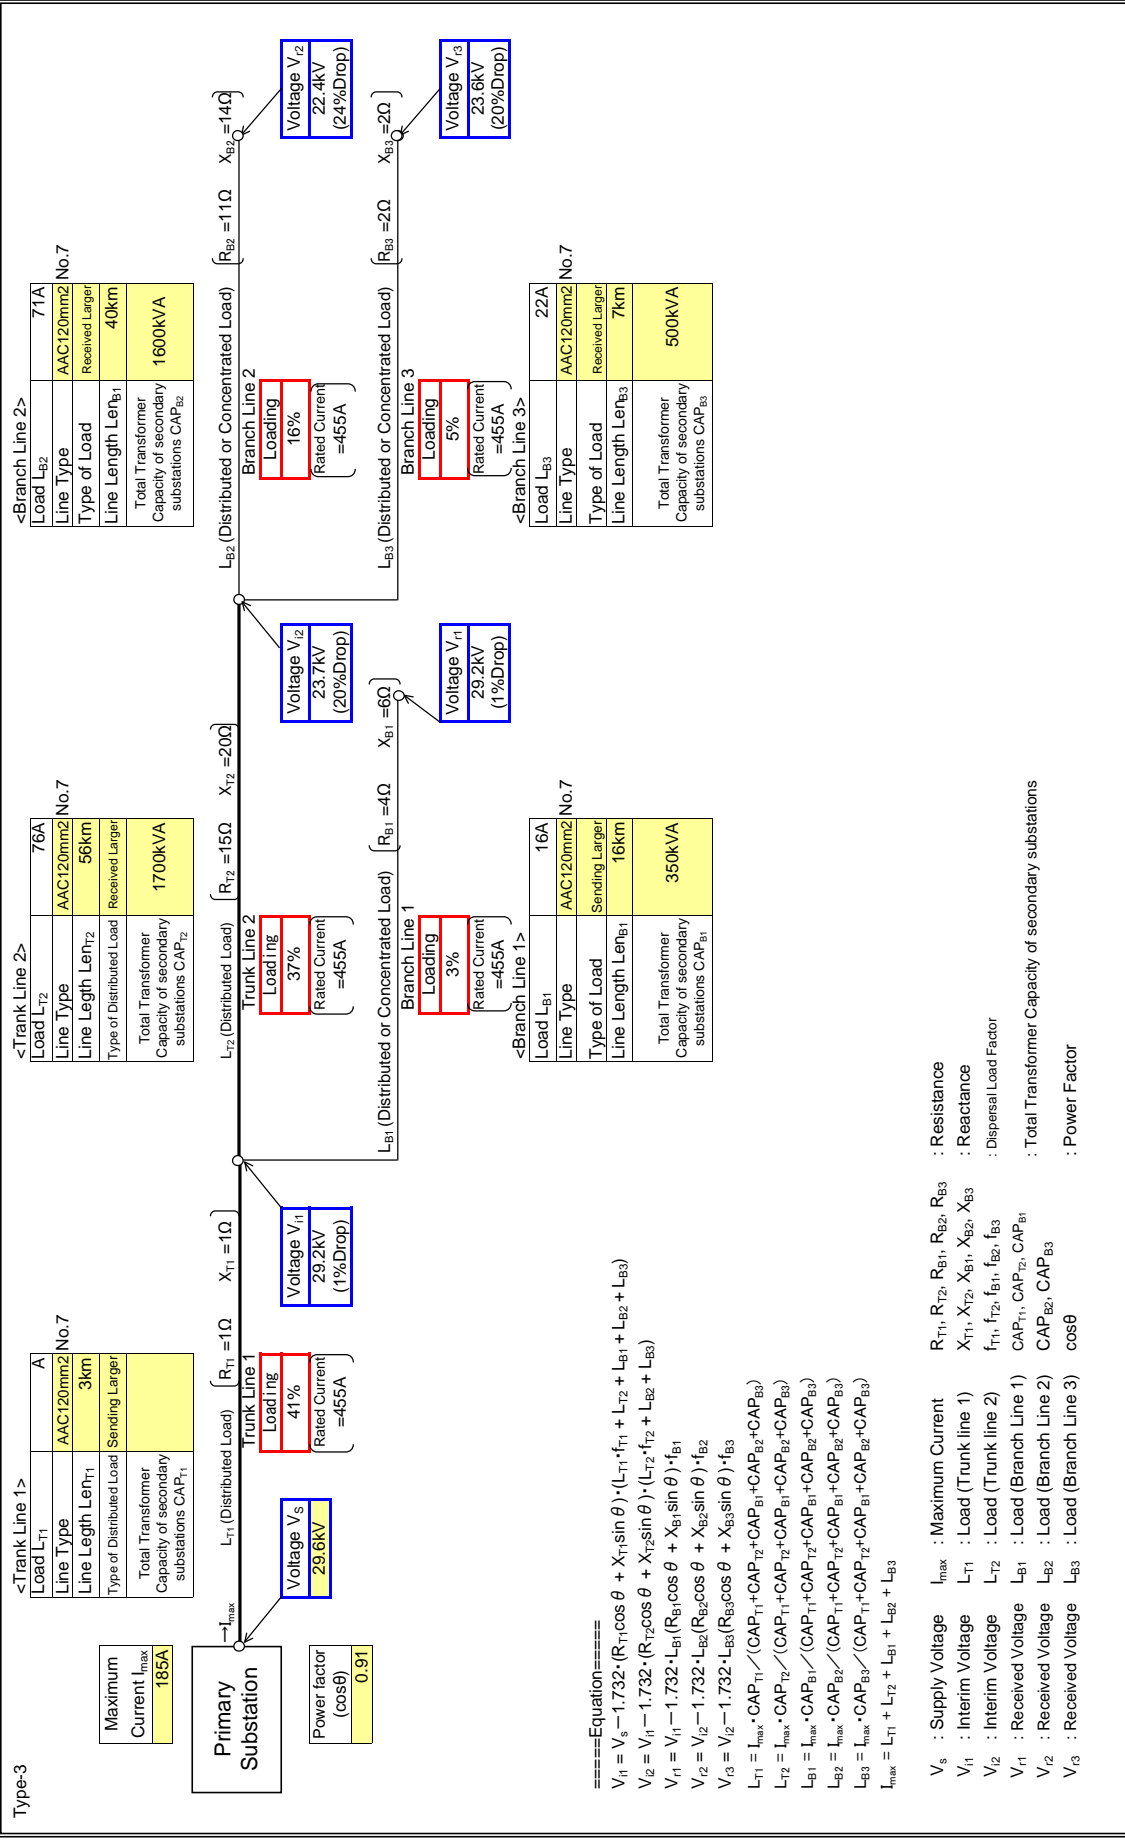 Type-3
Maximum
Current Imax
185A
Primary
Substation
Power factor
(cosθ)
0.91
<Trank Line 1>
Load LT1 A
Line Type AAC120mm2 No.7
Line Legth LenT1 3km
Type of Distributed Load Sending Larger
Total Transformer
Capacity of secondary
substations CAPT1
→Imax
LT1 (Distributed Load)
RT1 =1Ω XT1 =1Ω
Voltage VS
29.6kV
Trunk Line 1
Loading
41%
Rated Current
=455A
Voltage Vi1
29.2kV
(1%Drop)
<Trank Line 2>
Load LT2 76A
Line Type AAC120mm2 No.7
Line Legth LenT2 56km
Type of Distributed Load Received Larger
Total Transformer
Capacity of secondary
substations CAPT2
1700kVA
LT2 (Distributed Load)
RT2 =15Ω XT2 =20Ω
Trunk Line 2
Loading
37%
Rated Current
=455A
Voltage Vi2
23.7kV
(20%Drop)
LB1 (Distributed or Concentrated Load)
RB1 =4Ω XB1 =6Ω
Branch Line 1
Loading
3%
Rated Current
=455A
Voltage Vr1
29.2kV
(1%Drop)
<Branch Line 1>
Load LB1 16A
Line Type AAC120mm2 No.7
Type of Load Sending Larger
Line Length LenB1 16km
Total Transformer
Capacity of secondary
substations CAPB1
350kVA
<Branch Line 2>
Load LB2 71A
Line Type AAC120mm2 No.7
Type of Load Received Larger
Line Length LenB1 40km
Total Transformer
Capacity of secondary
substations CAPB2
1600kVA
LB2 (Distributed or Concentrated Load)
RB2 =11Ω XB2 =14Ω
Branch Line 2
Loading
16%
Rated Current
=455A
Voltage Vr2
22.4kV
(24%Drop)
LB3 (Distributed or Concentrated Load)
RB3 =2Ω XB3 =2Ω
Branch Line 3
Loading
5%
Rated Current
=455A
Voltage Vr3
23.6kV
(20%Drop)
<Branch Line 3>
Load LB3 22A
Line Type AAC120mm2 No.7
Type of Load Received Larger
Line Length LenB3 7km
Total Transformer
Capacity of secondary
substations CAPB3
500kVA
=====Equation=====
Vi1 = Vs−1.732・(RT1cos θ + XT1sin θ)・(LT1・fT1 + LT2 + LB1 + LB2 + LB3)
Vi2 = Vi1−1.732・(RT2cos θ + XT2sin θ)・(LT2・fT2 + LB2 + LB3)
Vr1 = Vi1−1.732・LB1(RB1cos θ + XB1sin θ)・fB1
Vr2 = Vi2−1.732・LB2(RB2cos θ + XB2sin θ)・fB2
Vr3 = Vi2−1.732・LB3(RB3cos θ + XB3sin θ)・fB3
LT1 = Imax・CAPT1／(CAPT1+CAPT2+CAPB1+CAPB2+CAPB3)
LT2 = Imax・CAPT2／(CAPT1+CAPT2+CAPB1+CAPB2+CAPB3)
LB1 = Imax・CAPB1／(CAPT1+CAPT2+CAPB1+CAPB2+CAPB3)
LB2 = Imax・CAPB2／(CAPT1+CAPT2+CAPB1+CAPB2+CAPB3)
LB3 = Imax・CAPB3／(CAPT1+CAPT2+CAPB1+CAPB2+CAPB3)
Imax = LT1 + LT2 + LB1 + LB2 + LB3
Vs : Supply Voltage Imax : Maximum Current RT1, RT2, RB1, RB2, RB3 : Resistance
Vi1 : Interim Voltage LT1 : Load (Trunk line 1) XT1, XT2, XB1, XB2, XB3 : Reactance
Vi2 : Interim Voltage LT2 : Load (Trunk line 2) fT1, fT2, fB1, fB2, fB3 : Dispersal Load Factor
Vr1 : Received Voltage LB1 : Load (Branch Line 1) CAPT1, CAPT2, CAPB1 : Total Transformer Capacity of secondary substations
Vr2 : Received Voltage LB2 : Load (Branch Line 2) CAPB2, CAPB3
Vr3 : Received Voltage LB3 : Load (Branch Line 3) cosθ : Power Factor